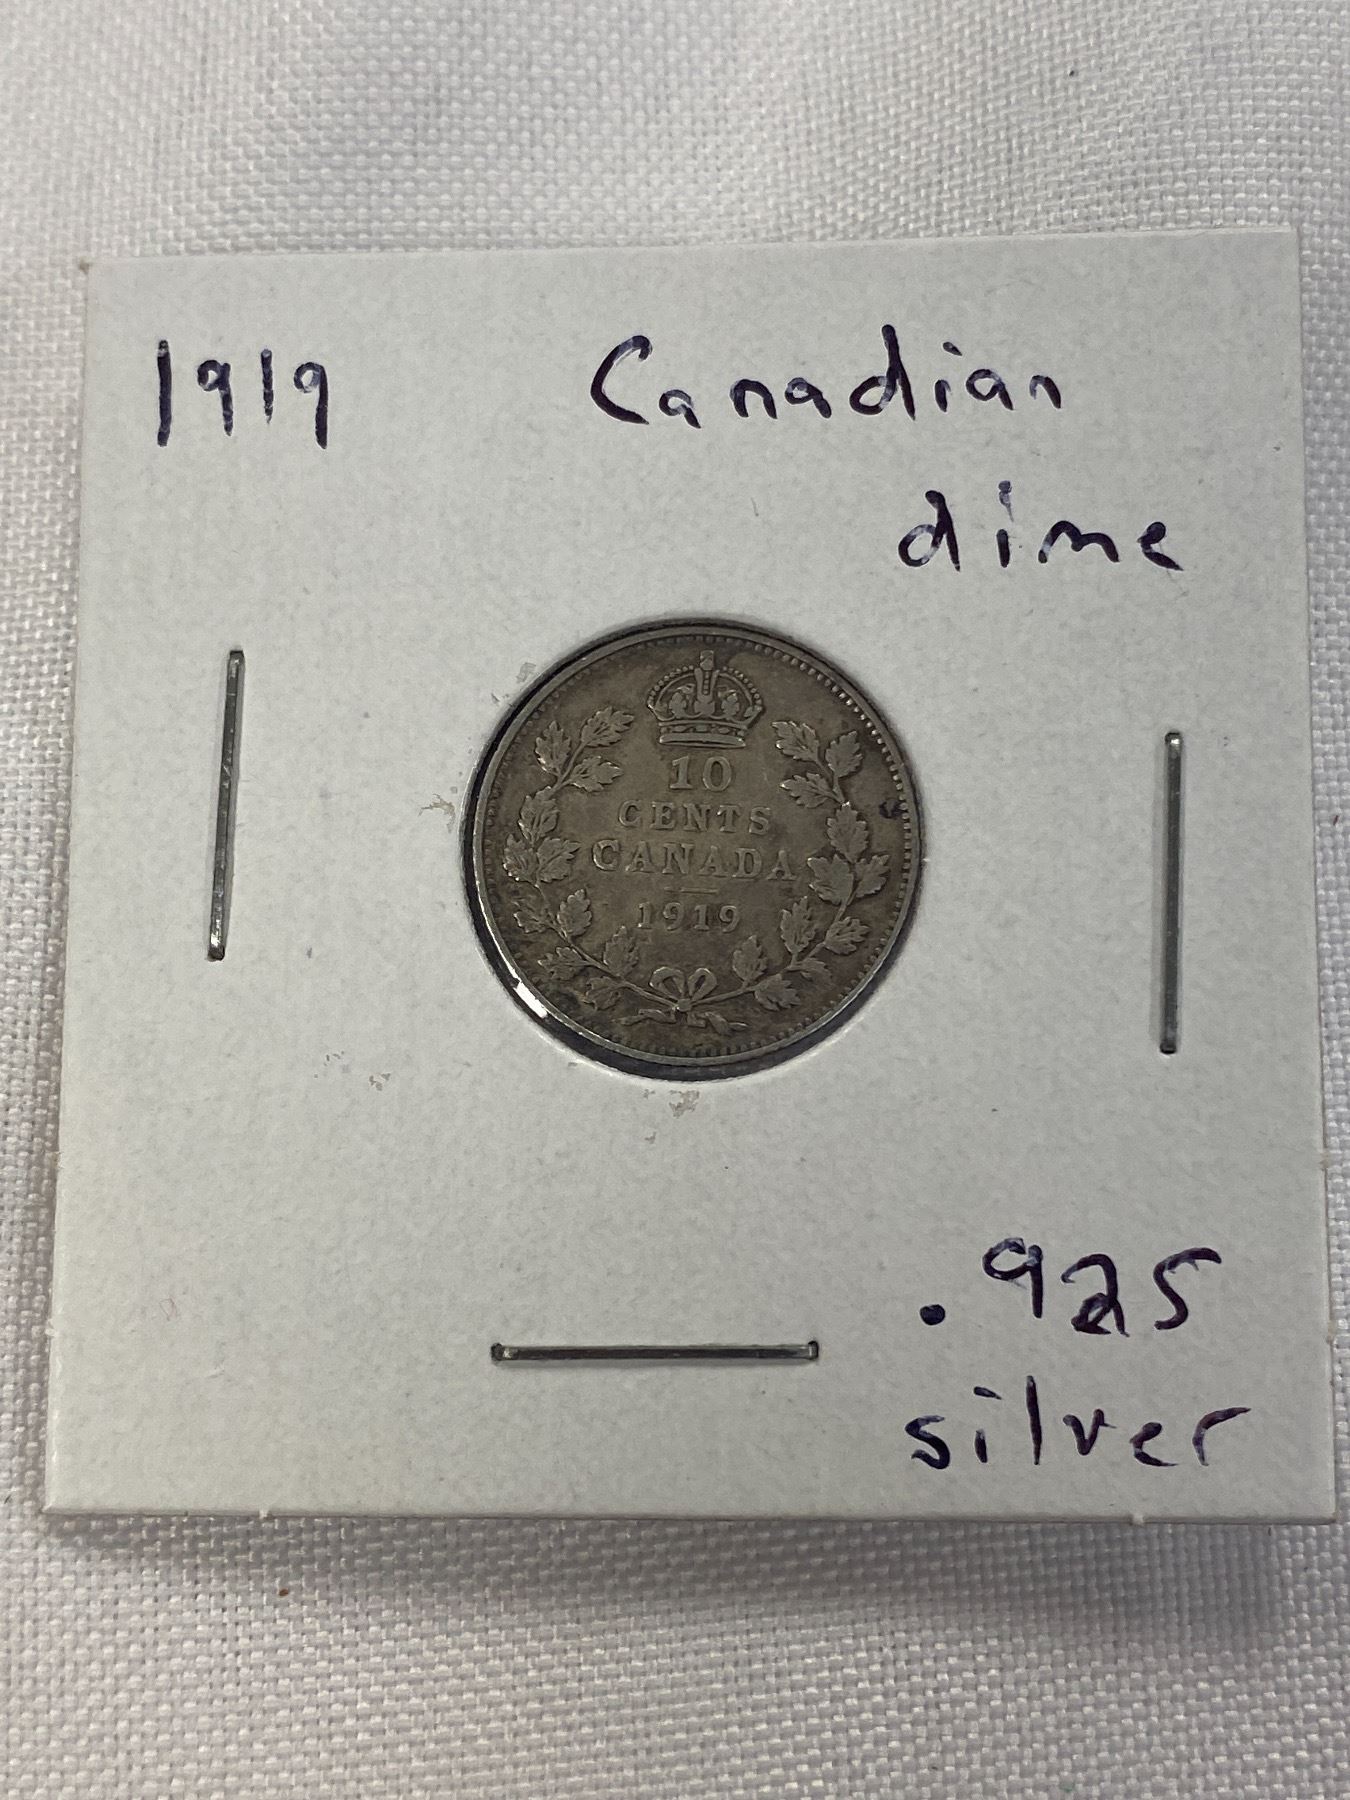 1919 Canadian
dime
10
CENTS
CANADA
1919
.925
silver